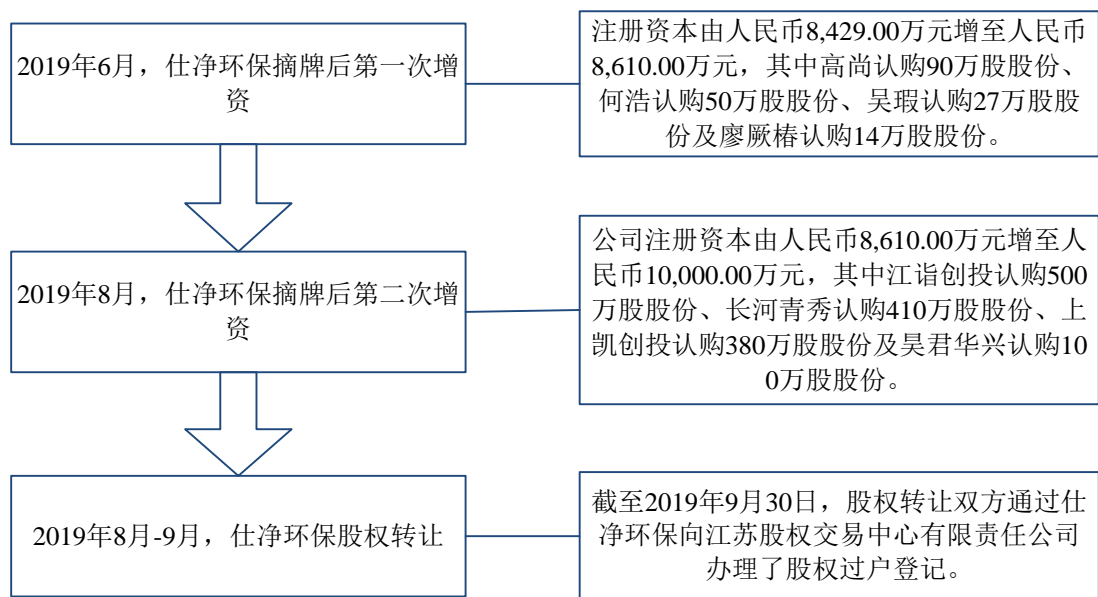 2019年6月，仕净环保摘牌后第一次增
资
注册资本由人民币8,429.00万元增至人民币
8,610.00万元，其中高尚认购90万股股份、
何浩认购50万股股份、吴瑕认购27万股股
份及廖厥椿认购14万股股份。
2019年8月，仕净环保摘牌后第二次增
资
公司注册资本由人民币8,610.00万元增至人
民币10,000.00万元，其中江诣创投认购500
万股股份、长河青秀认购410万股股份、上
凯创投认购380万股股份及昊君华兴认购10
0万股股份。
2019年8月-9月，仕净环保股权转让
截至2019年9月30日，股权转让双方通过仕
净环保向江苏股权交易中心有限责任公司
办理了股权过户登记。